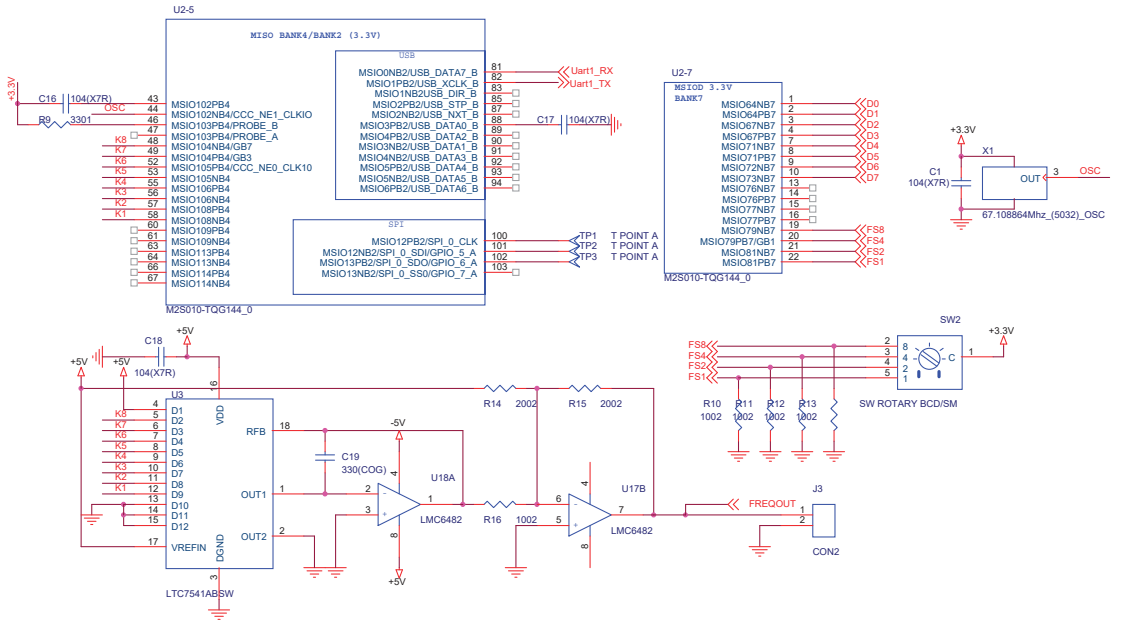 U2-5
MISO BANK4/BANK2 (3.3V)
USB
+3.3V
C16
104(X7R)
OSC
R9
3301
43
44
46
47
48
49
52
53
55
56
57
58
60
61
63
64
66
67
K8
K7
K6
K5
K4
K3
K2
K1
MSIO102PB4
MSIO102NB4/CCC_NE1_CLKIO
MSIO103PB4/PROBE_B
MSIO103PB4/PROBE_A
MSIO104NB4/GB7
MSIO104PB4/GB3
MSIO105PB4/CCC_NE0_CLK10
MSIO105NB4
MSIO106PB4
MSIO106NB4
MSIO108PB4
MSIO108NB4
MSIO109PB4
MSIO109NB4
MSIO113PB4
MSIO113NB4
MSIO114PB4
MSIO114NB4
MSIO0NB2/USB_DATA7_B
MSIO1PB2/USB_XCLK_B
MSIO1NB2/USB_DIR_B
MSIO2PB2/USB_STP_B
MSIO2NB2/USB_NXT_B
MSIO3PB2/USB_DATA0_B
MSIO4PB2/USB_DATA2_B
MSIO3NB2/USB_DATA1_B
MSIO4NB2/USB_DATA3_B
MSIO5PB2/USB_DATA4_B
MSIO5NB2/USB_DATA5_B
MSIO6PB2/USB_DATA6_B
81
82
83
85
87
88
89
90
91
92
93
94
Uart1_RX
Uart1_TX
C17
104(X7R)
SPI
MSIO12PB2/SPI_0_CLK
MSIO12NB2/SPI_0_SDI/GPIO_5_A
MSIO13PB2/SPI_0_SDO/GPIO_6_A
MSIO13NB2/SPI_0_SS0/GPIO_7_A
100
101
102
103
TP1 T POINT A
TP2 T POINT A
TP3 T POINT A
M2S010-TQG144_0
U2-7
MSIOD 3.3V
BANK7
MSIO64NB7
MSIO64PB7
MSIO67NB7
MSIO67PB7
MSIO71NB7
MSIO71PB7
MSIO72NB7
MSIO73NB7
MSIO76NB7
MSIO76PB7
MSIO77NB7
MSIO77PB7
MSIO79NB7
MSIO79PB7/GB1
MSIO81NB7
MSIO81PB7
1
2
3
4
7
8
9
10
13
14
15
16
19
20
21
22
D0
D1
D2
D3
D4
D5
D6
D7
FS8
FS4
FS2
FS1
M2S010-TQG144_0
+3.3V
X1
C1
104(X7R)
OUT
3
OSC
67.108864Mhz_(5032)_OSC
+5V
+5V
C18
104(X7R)
+5V
U3
16
VDD
4
5
6
7
8
9
10
11
12
13
14
15
17
K8
K7
K6
K5
K4
K3
K2
K1
D1
D2
D3
D4
D5
D6
D7
D8
D9
D10
D11
D12
VREFIN
RFB
18
OUT1
1
OUT2
2
DGND
3
LTC7541ABSW
C19
330(COG)
-5V
U18A
4
2
3
1
8
-
+
LMC6482
+5V
R14
2002
R15
2002
R16
1002
U17B
4
6
5
7
8
-
+
LMC6482
FREQOUT
J3
1
2
CON2
SW2
+3.3V
FS8
FS4
FS2
FS1
2
3
4
5
8
4
2
1
C
1
SW ROTARY BCD/SM
R10
R11
R12
R13
1002
1002
1002
1002